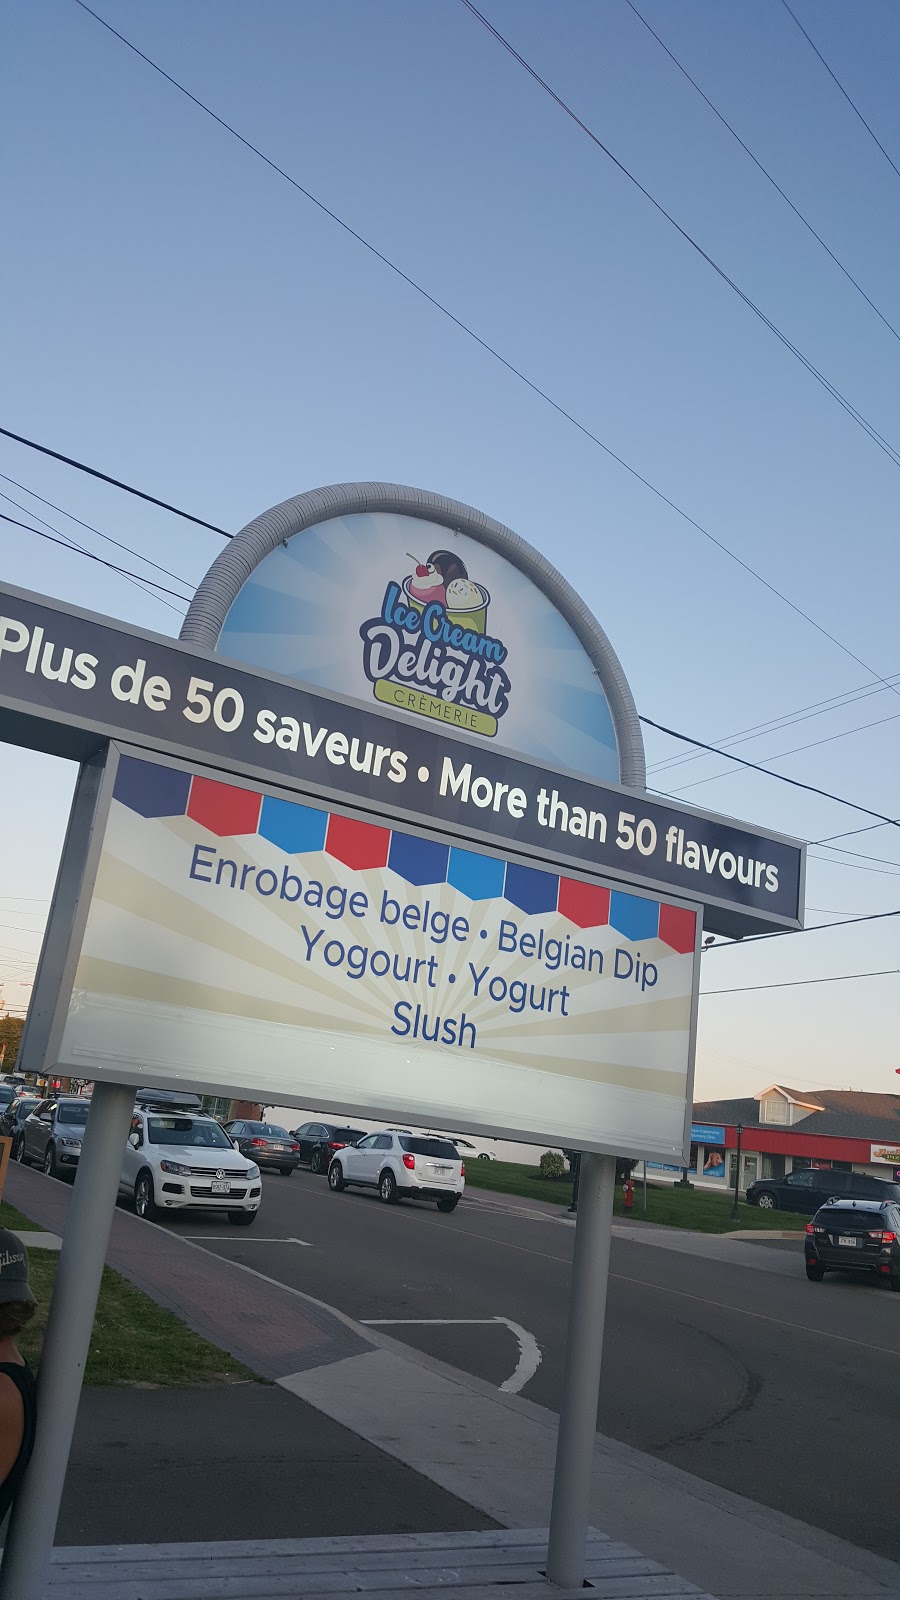 Ice Cream
Delight
CRÈMERIE
Plus de 50 saveurs • More than 50 flavours
Enrobage belge • Belgian Dip
Yogourt • Yogurt
Slush
Gibson